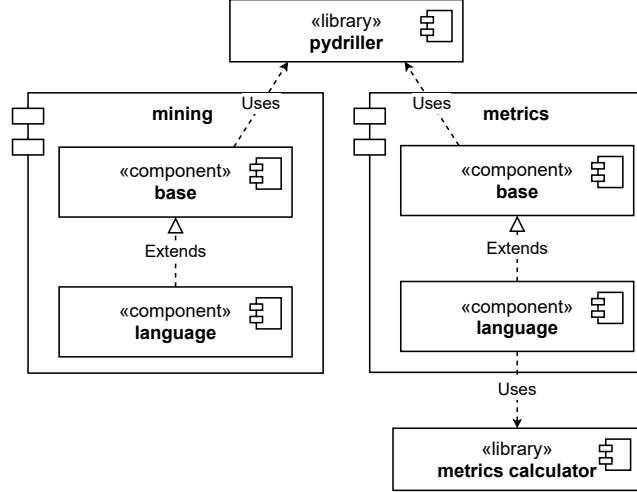 «library»
pydriller
Uses
Uses
mining
metrics
«component»
base
«component»
base
Extends
Extends
«component»
language
«component»
language
Uses
«library»
metrics calculator